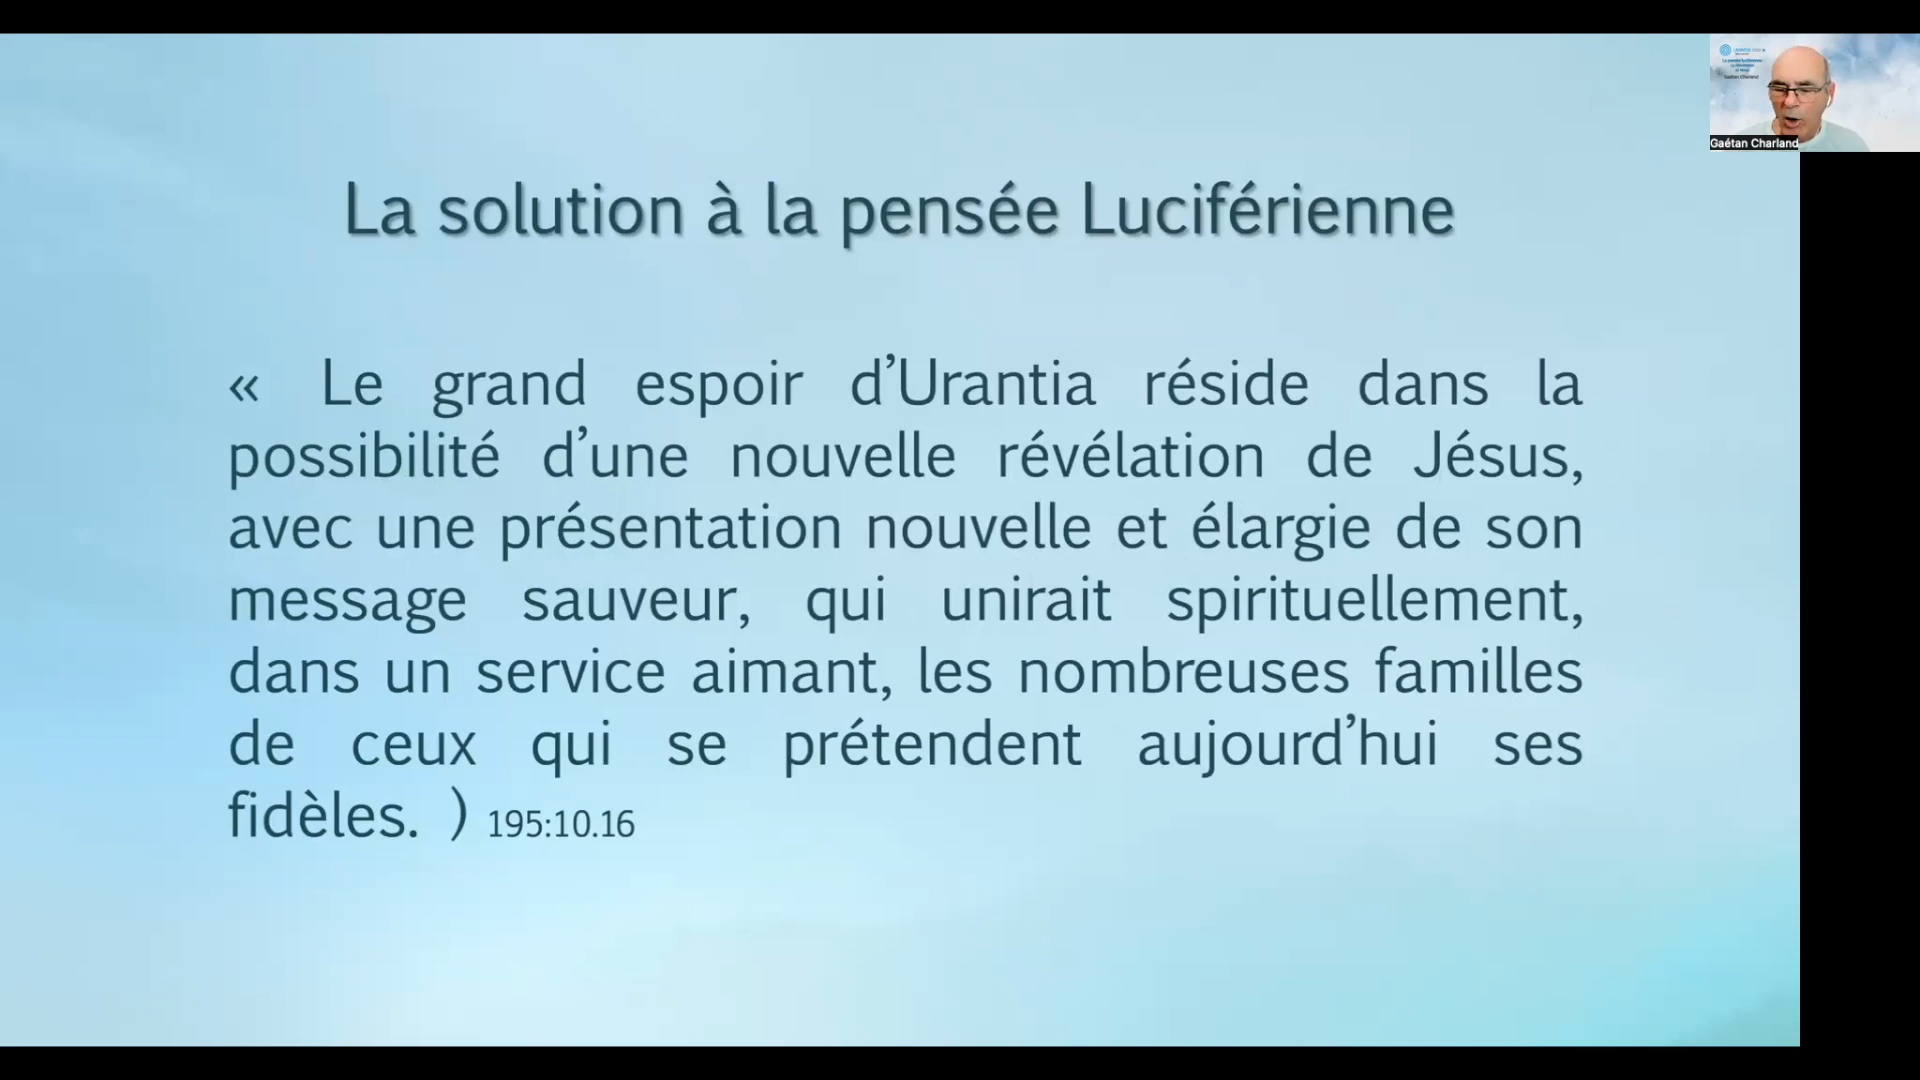 Gaétan Charland
La solution à la pensée Luciférienne
« Le grand espoir d’Urantia réside dans la
possibilité d’une nouvelle révélation de Jésus,
avec une présentation nouvelle et élargie de son
message sauveur, qui unirait spirituellement,
dans un service aimant, les nombreuses familles
de ceux qui se prétendent aujourd’hui ses
fidèles. ) 195:10.16